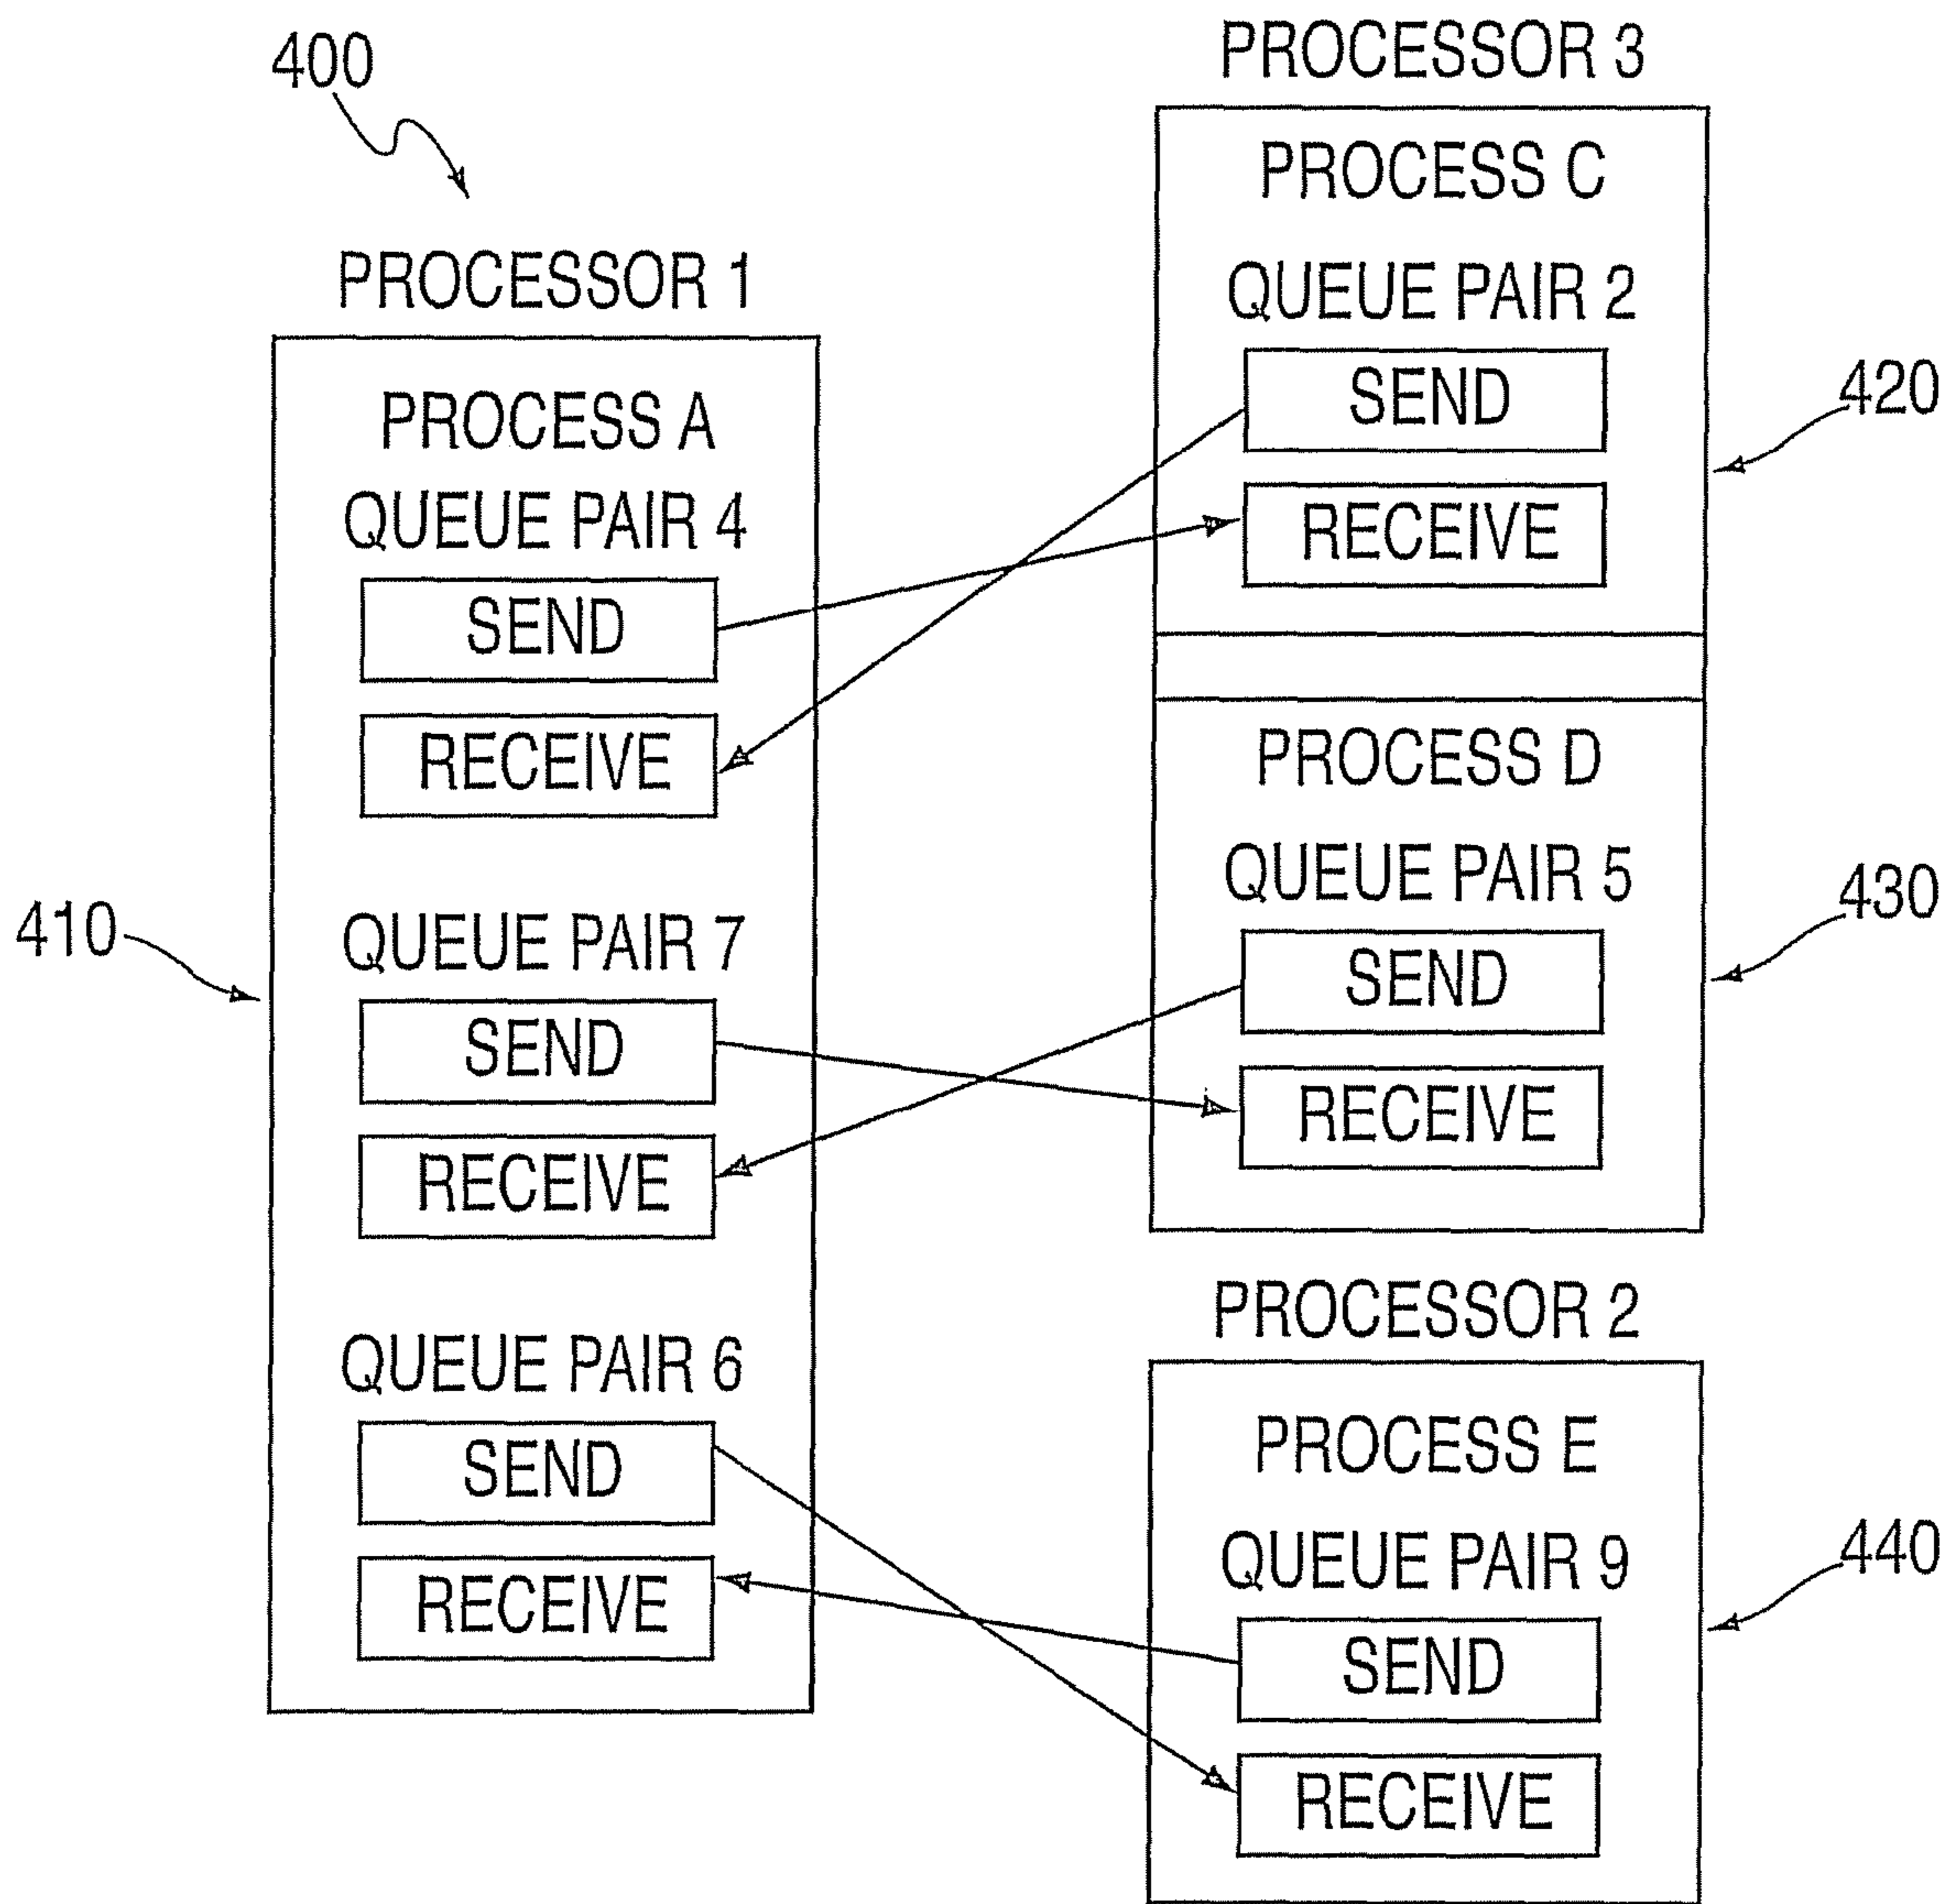 400
PROCESSOR 1
410
PROCESS A
QUEUE PAIR 4
SEND
RECEIVE
QUEUE PAIR 7
SEND
RECEIVE
QUEUE PAIR 6
SEND
RECEIVE
PROCESSOR 3
PROCESS C
QUEUE PAIR 2
SEND
RECEIVE
420
PROCESS D
QUEUE PAIR 5
SEND
RECEIVE
430
PROCESSOR 2
PROCESS E
QUEUE PAIR 9
SEND
RECEIVE
440